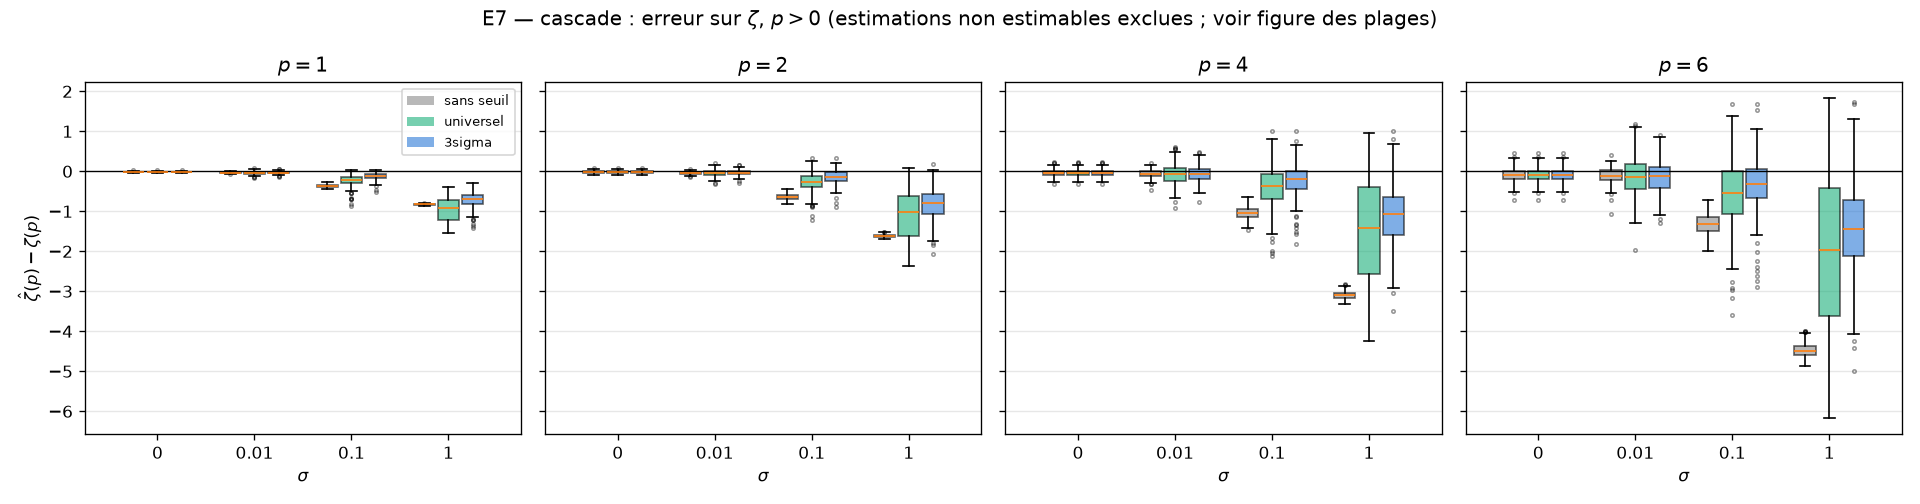 E7 — cascade : erreur sur ζ, p > 0 (estimations non estimables exclues ; voir figure des plages)
p = 1
p = 2
p = 4
p = 6
sans seuil
universel
3sigma
ζ̂(p) − ζ(p)
2
1
0
−1
−2
−3
−4
−5
−6
0 0.01 0.1 1
0 0.01 0.1 1
0 0.01 0.1 1
0 0.01 0.1 1
σ
σ
σ
σ